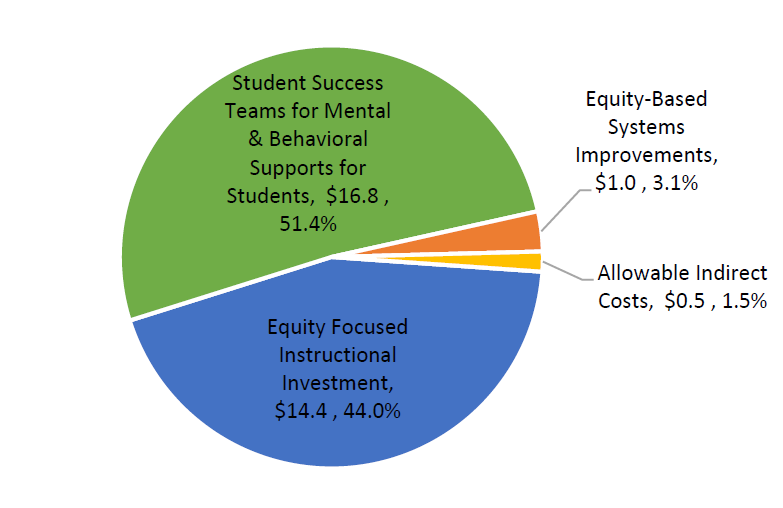 Student Success
Teams for Mental
& Behavioral
Supports for
Students,  $16.8 ,
51.4%
Equity-Based
Systems
Improvements,
$1.0 , 3.1%
Allowable Indirect
Costs,  $0.5 , 1.5%
Equity Focused
Instructional
Investment,
$14.4 , 44.0%